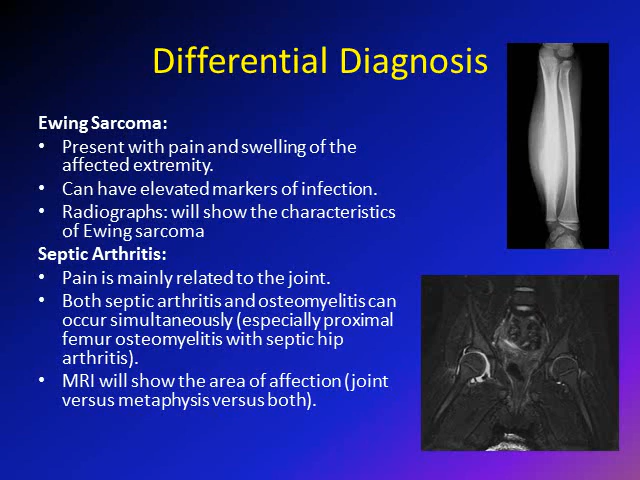 Differential Diagnosis
Ewing Sarcoma:
• Present with pain and swelling of the
affected extremity.
• Can have elevated markers of infection.
• Radiographs: will show the characteristics
of Ewing sarcoma
Septic Arthritis:
• Pain is mainly related to the joint.
• Both septic arthritis and osteomyelitis can
occur simultaneously (especially proximal
femur osteomyelitis with septic hip
arthritis).
• MRI will show the area of affection (joint
versus metaphysis versus both).